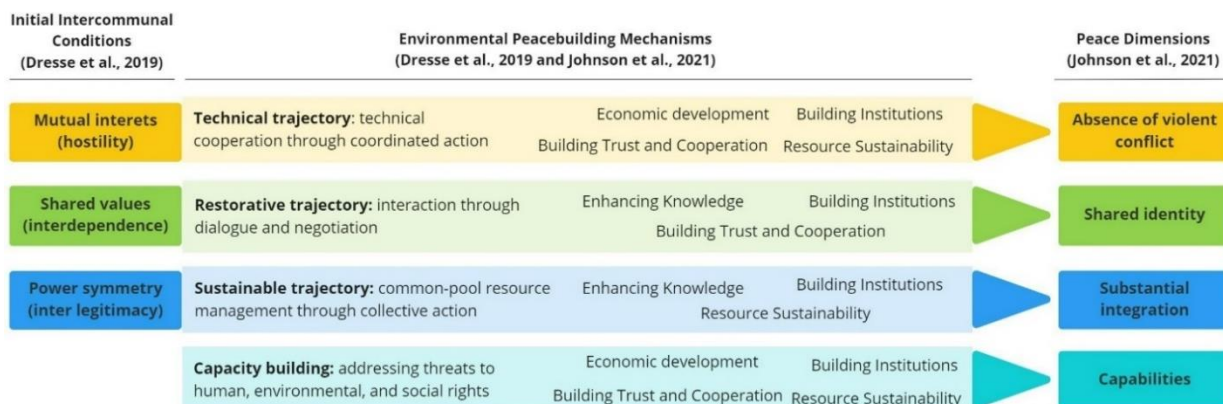 Initial Intercommunal
Conditions
(Dresse et al., 2019)
Environmental Peacebuilding Mechanisms
(Dresse et al., 2019 and Johnson et al., 2021)
Peace Dimensions
(Johnson et al., 2021)
Mutual interets
(hostility)
Technical trajectory: technical
cooperation through coordinated action
Economic development
Building Institutions
Building Trust and Cooperation
Resource Sustainability
Absence of violent
conflict
Shared values
(interdependence)
Restorative trajectory: interaction through
dialogue and negotiation
Enhancing Knowledge
Building Institutions
Building Trust and Cooperation
Shared identity
Power symmetry
(inter legitimacy)
Sustainable trajectory: common-pool resource
management through collective action
Enhancing Knowledge
Building Institutions
Resource Sustainability
Substantial
integration
Capacity building: addressing threats to
human, environmental, and social rights
Economic development
Building Institutions
Building Trust and Cooperation
Resource Sustainability
Capabilities